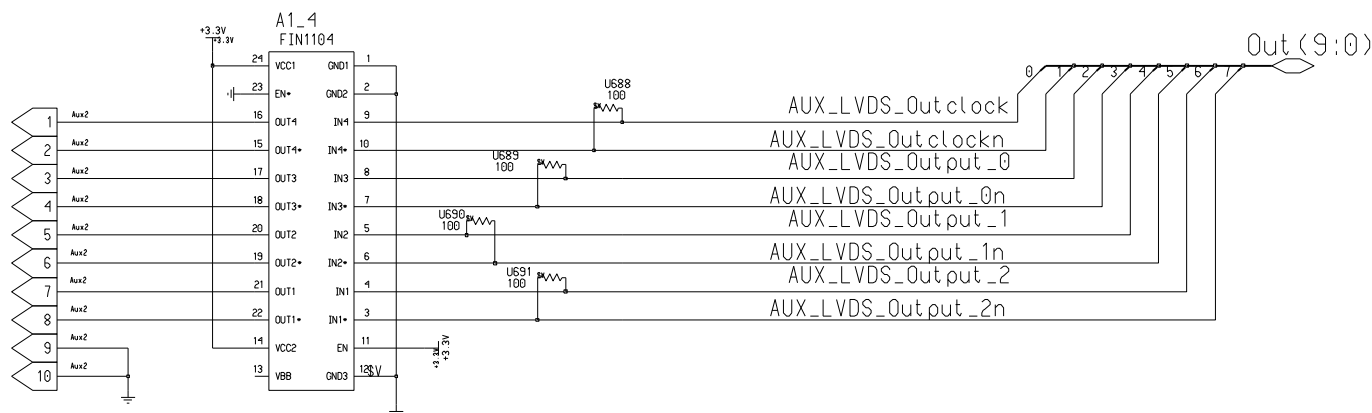 A1_4
FIN1104
+3.3V
+3.3V
Out(9:0)
0 1 2 3 4 5 6 7
24 VCC1 GND1 1
23 EN* GND2 2
U688
100
$V
AUX_LVDS_Outclock
1 Aux2 16 OUT4 IN4 9
AUX_LVDS_Outclockn
2 Aux2 15 OUT4* IN4* 10
U689
100
$V
AUX_LVDS_Output_0
3 Aux2 17 OUT3 IN3 8
AUX_LVDS_Output_0n
4 Aux2 18 OUT3* IN3* 7
U690
100
$V
AUX_LVDS_Output_1
5 Aux2 20 OUT2 IN2 5
AUX_LVDS_Output_1n
6 Aux2 19 OUT2* IN2* 6
U691
100
$V
AUX_LVDS_Output_2
7 Aux2 21 OUT1 IN1 4
AUX_LVDS_Output_2n
8 Aux2 22 OUT1* IN1* 3
9 Aux2 14 VCC2 EN 11
+3.3V
+3.3V
10 Aux2 13 VBB GND3 12 $V